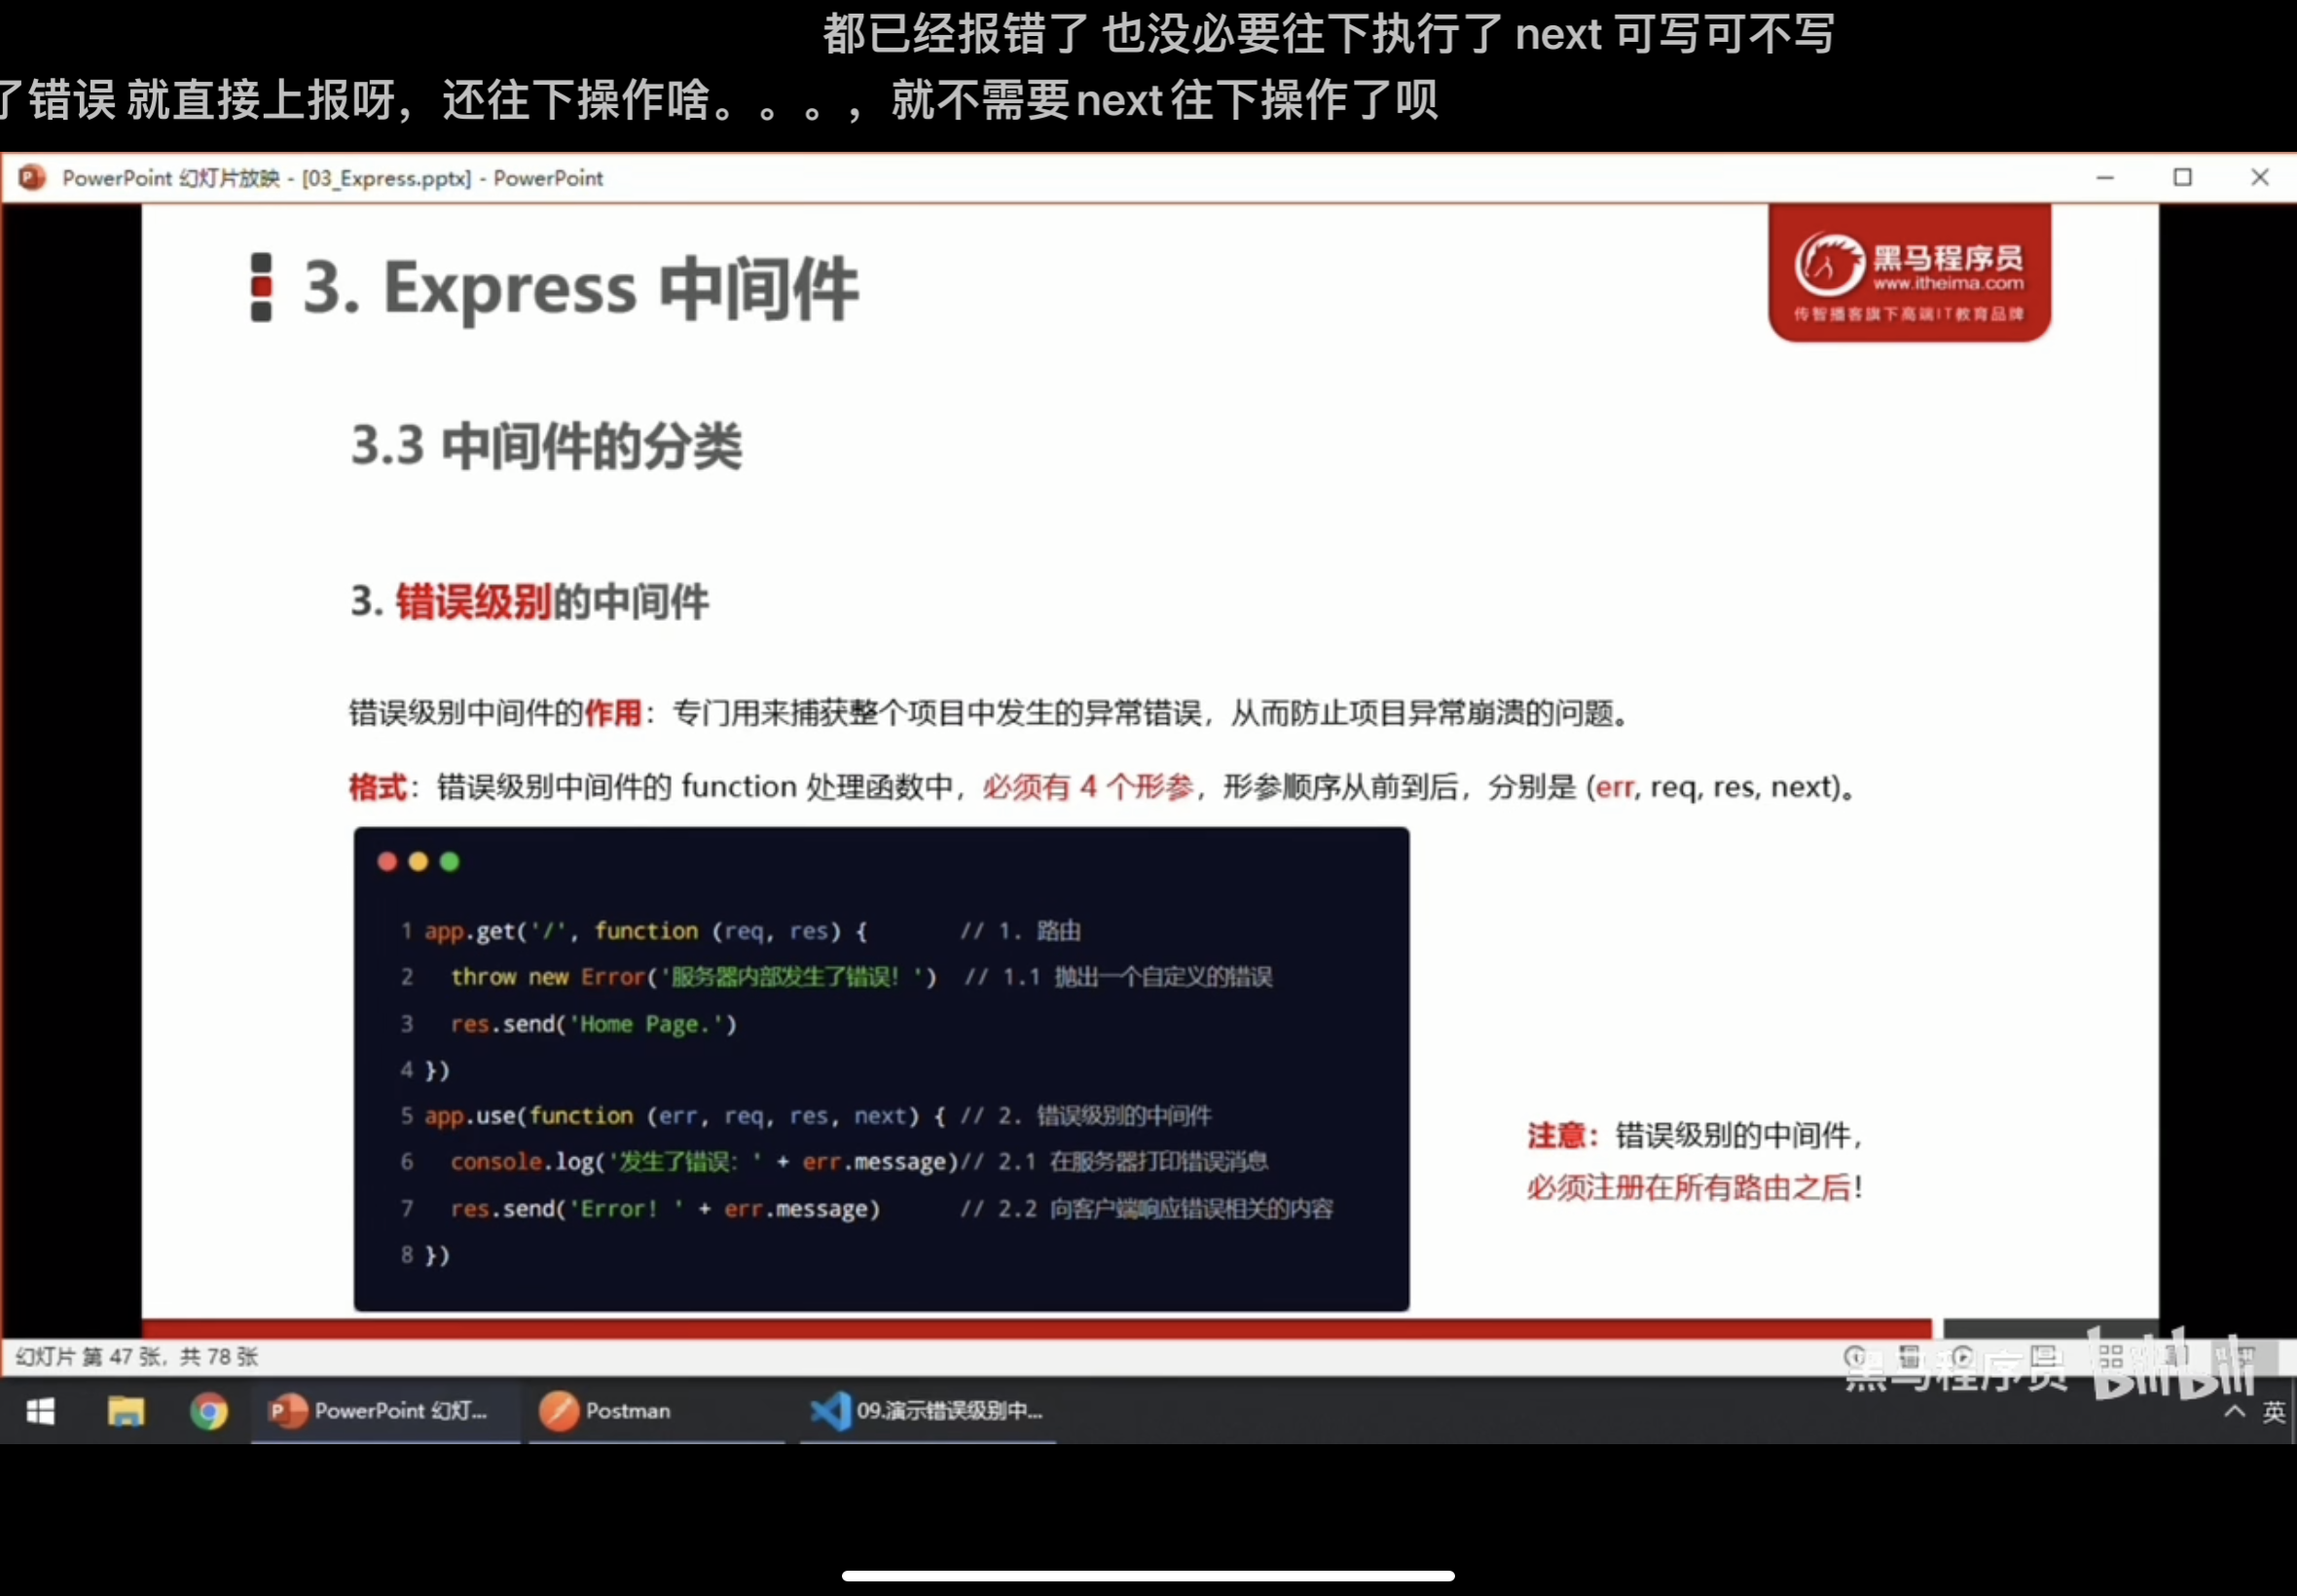 都已经报错了 也没必要往下执行了 next 可写可不写
了错误 就直接上报呀，还往下操作啥。。。，就不需要next往下操作了呗
PowerPoint 幻灯片放映 - [03_Express.pptx] - PowerPoint
3. Express 中间件
黑马程序员
www.itheima.com
传智播客旗下高端IT教育品牌
3.3 中间件的分类
3. 错误级别的中间件
错误级别中间件的作用：专门用来捕获整个项目中发生的异常错误，从而防止项目异常崩溃的问题。
格式：错误级别中间件的 function 处理函数中，必须有 4 个形参，形参顺序从前到后，分别是 (err, req, res, next)。
1 app.get('/', function (req, res) { // 1. 路由
2 throw new Error('服务器内部发生了错误！') // 1.1 抛出一个自定义的错误
3 res.send('Home Page.')
4 })
5 app.use(function (err, req, res, next) { // 2. 错误级别的中间件
6 console.log('发生了错误：' + err.message)// 2.1 在服务器打印错误消息
7 res.send('Error! ' + err.message) // 2.2 向客户端响应错误相关的内容
8 })
注意：错误级别的中间件，
必须注册在所有路由之后！
幻灯片 第 47 张，共 78 张
黑马程序员 bilibili
PowerPoint 幻灯... Postman 09.演示错误级别中... 英